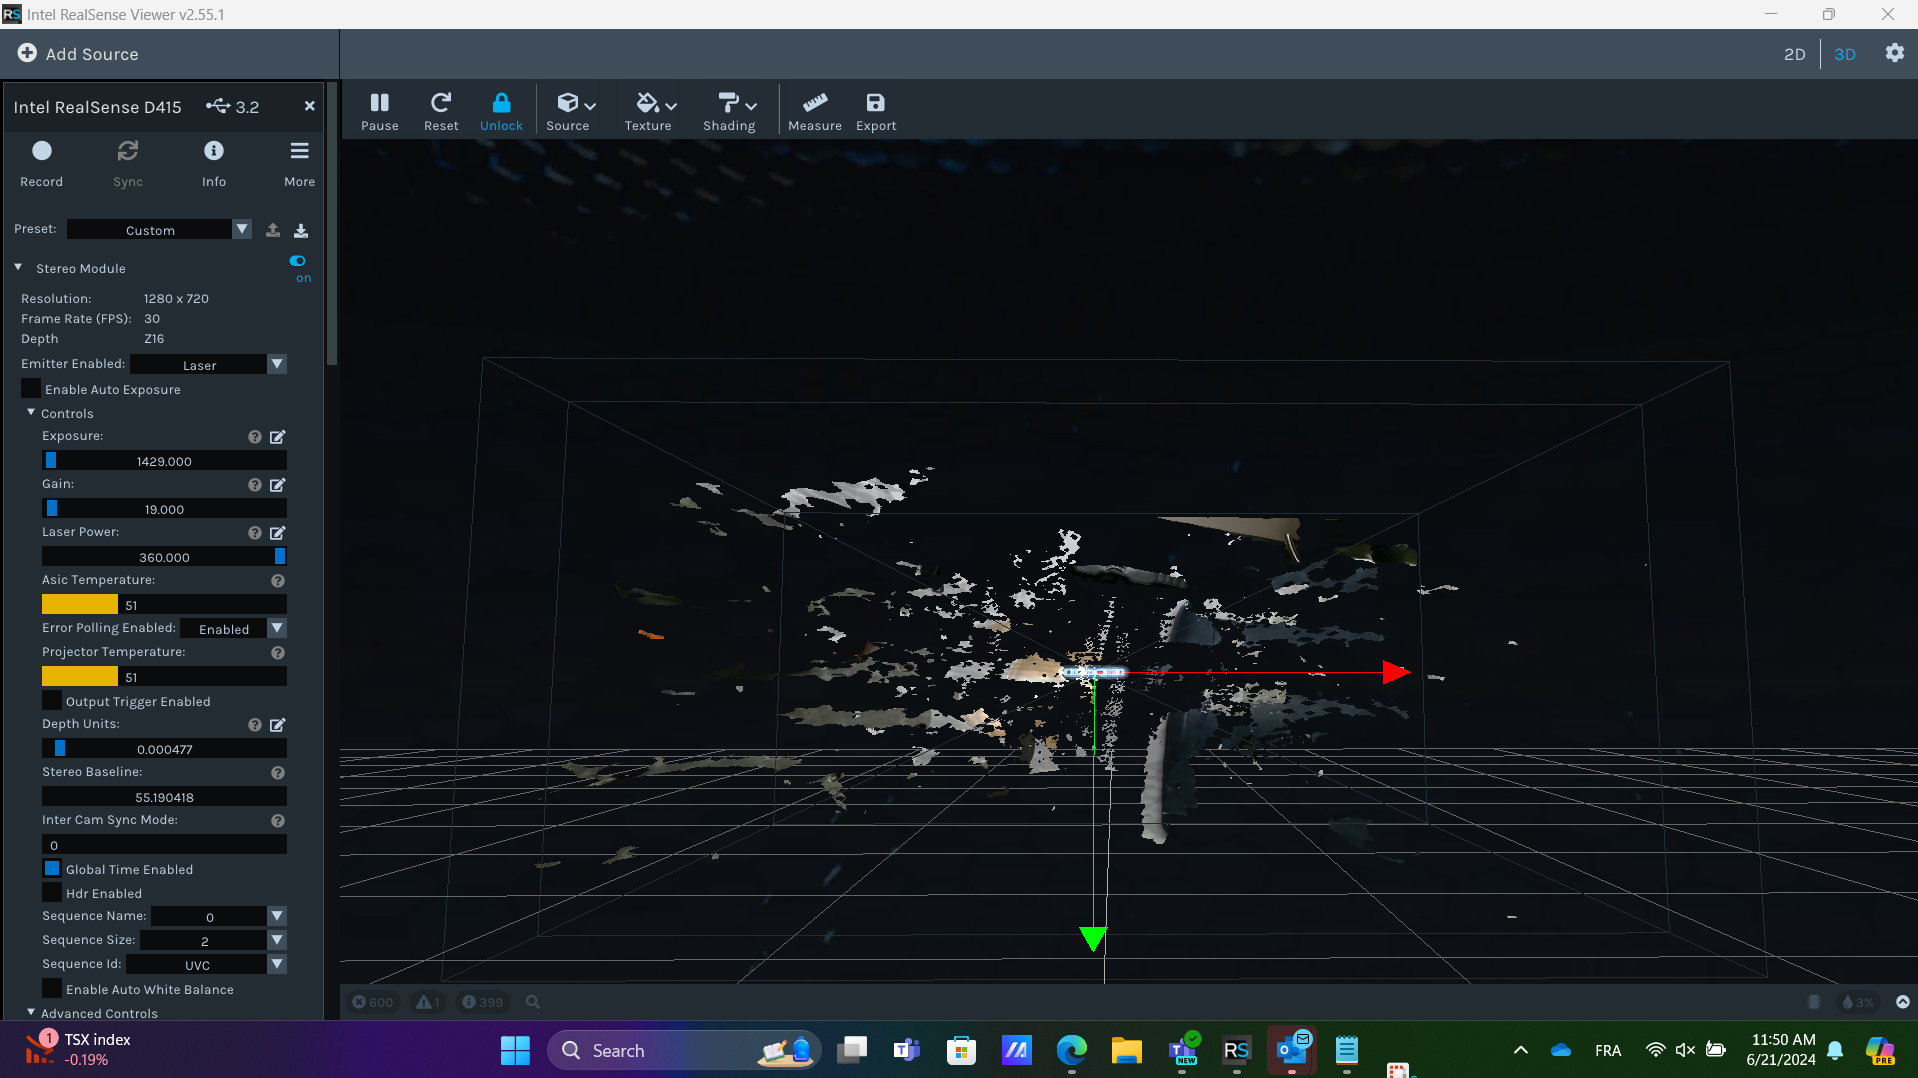 RS Intel RealSense Viewer v2.55.1
Add Source
2D 3D
Intel RealSense D415 3.2
Pause Reset Unlock Source Texture Shading Measure Export
Record Sync Info More
Preset: Custom
Stereo Module
on
Resolution: 1280 x 720
Frame Rate (FPS): 30
Depth Z16
Emitter Enabled: Laser
Enable Auto Exposure
Controls
Exposure:
1429.000
Gain:
19.000
Laser Power:
360.000
Asic Temperature:
51
Error Polling Enabled: Enabled
Projector Temperature:
51
Output Trigger Enabled
Depth Units:
0.000477
Stereo Baseline:
55.190418
Inter Cam Sync Mode:
0
Global Time Enabled
Hdr Enabled
Sequence Name: 0
Sequence Size: 2
Sequence Id: UVC
Enable Auto White Balance
Advanced Controls
600 1 399 3%
1 TSX index
-0.19%
Search
NEW
RS
FRA
11:50 AM
6/21/2024
PRE